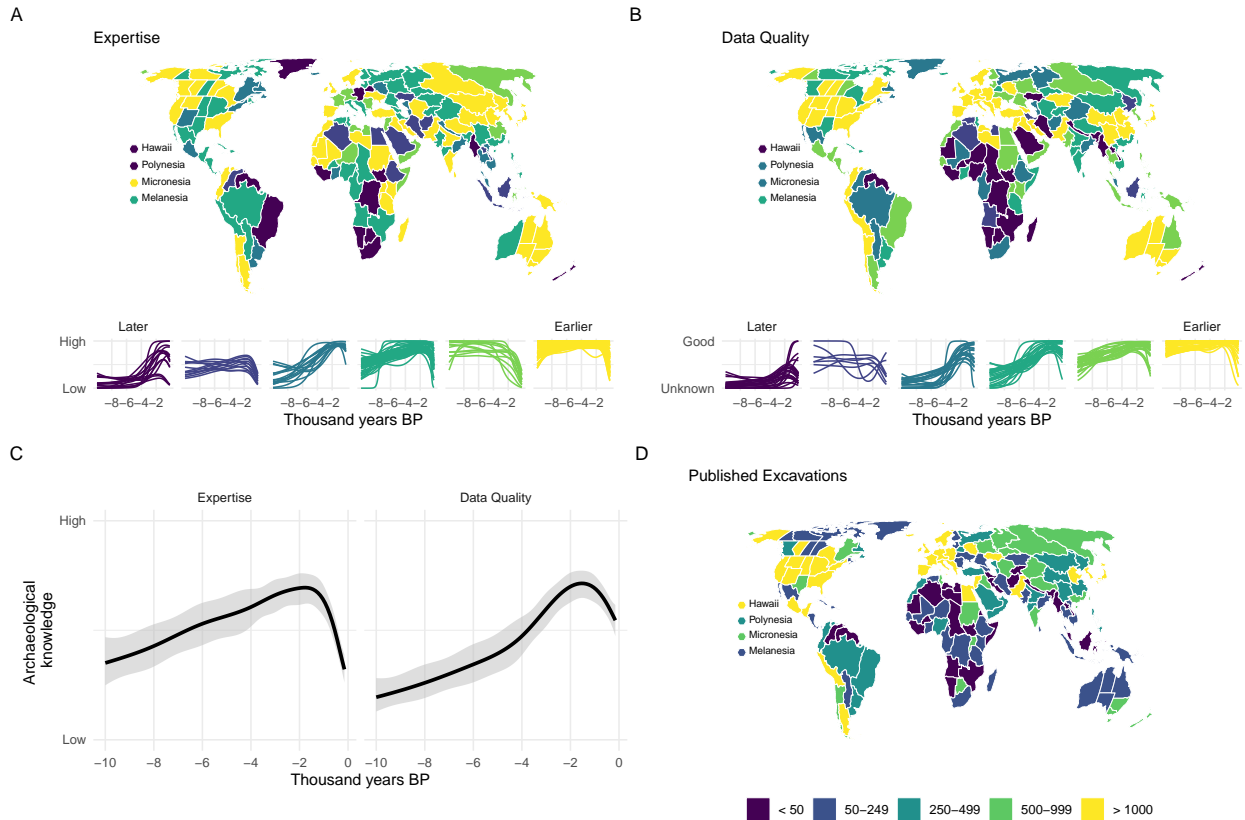 A
Expertise
Hawaii
Polynesia
Micronesia
Melanesia
Later
Earlier
High
Low
−8−6−4−2 −8−6−4−2 −8−6−4−2 −8−6−4−2 −8−6−4−2 −8−6−4−2
Thousand years BP
B
Data Quality
Hawaii
Polynesia
Micronesia
Melanesia
Later
Earlier
Good
Unknown
−8−6−4−2 −8−6−4−2 −8−6−4−2 −8−6−4−2 −8−6−4−2 −8−6−4−2
Thousand years BP
C
Expertise
Data Quality
High
Low
Archaeological
knowledge
−10 −8 −6 −4 −2 0 −10 −8 −6 −4 −2 0
Thousand years BP
D
Published Excavations
Hawaii
Polynesia
Micronesia
Melanesia
< 50 50−249 250−499 500−999 > 1000